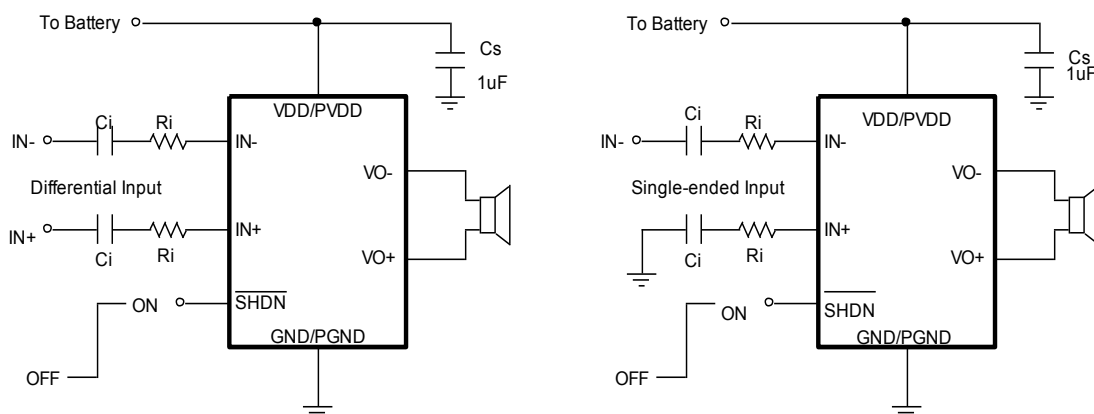 To Battery
Cs
1uF
VDD/PVDD
Ci
Ri
IN-
IN-
VO-
Differential Input
IN+
IN+
Ci
Ri
VO+
ON
SHDN
GND/PGND
OFF
To Battery
Cs
1uF
VDD/PVDD
Ci
Ri
IN-
IN-
VO-
Single-ended Input
IN+
Ci
Ri
VO+
ON
SHDN
GND/PGND
OFF